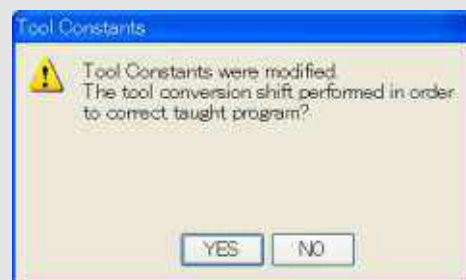 Tool Constants
Tool Constants were modified.
The tool conversion shift performed in order
to correct taught program?
YES
NO